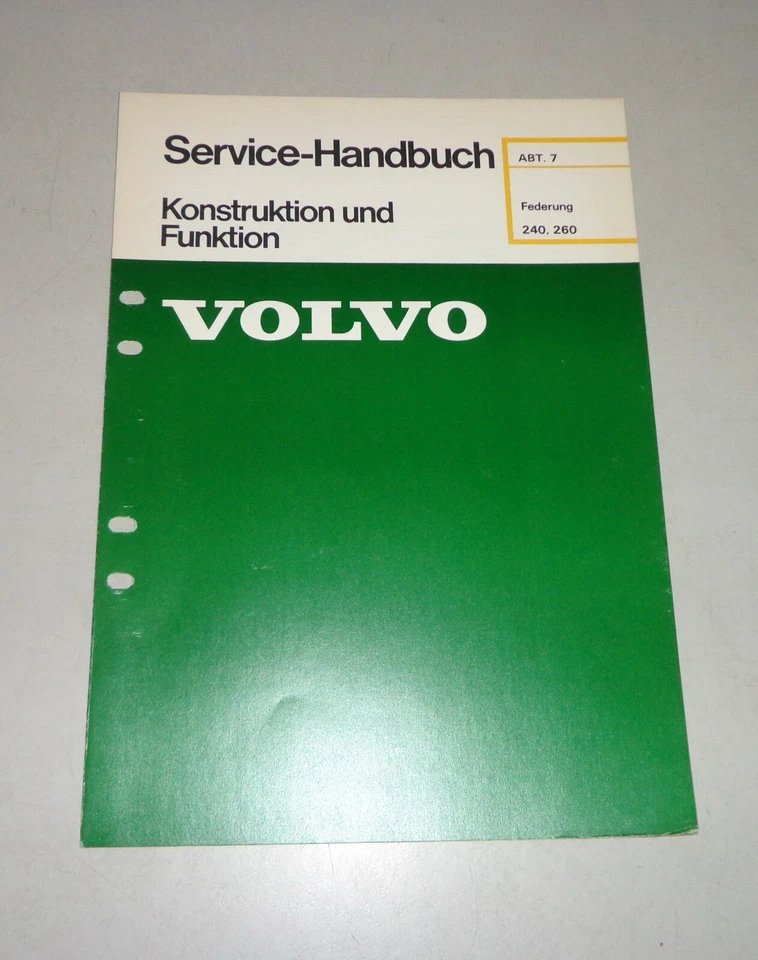 Service-Handbuch
Konstruktion und
Funktion
ABT. 7
Federung
240, 260
VOLVO